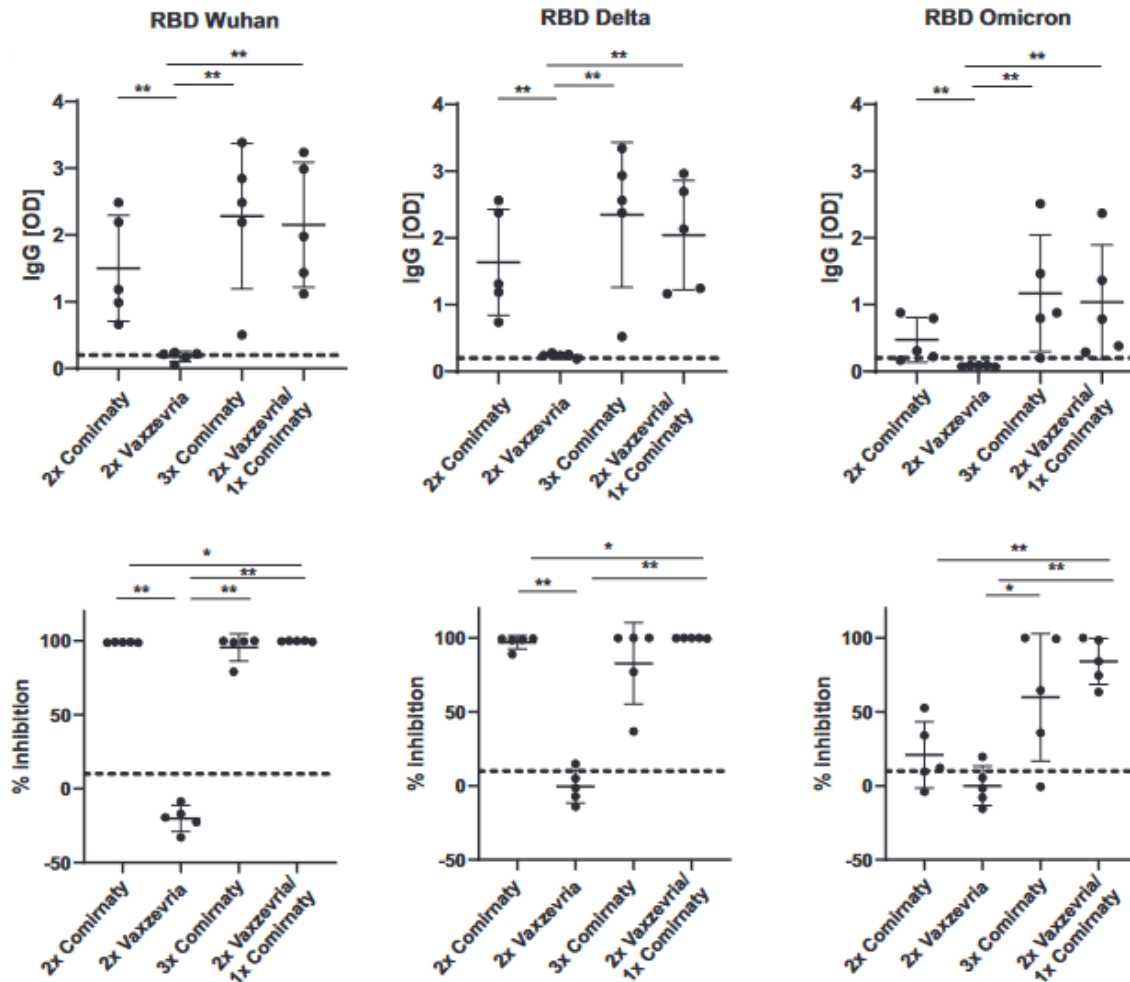 RBD Wuhan
**
**
**
4
3
2
1
0
IgG [OD]
2x Comirnaty
2x Vaxzevria
3x Comirnaty
2x Vaxzevria/
1x Comirnaty
RBD Delta
**
**
**
4
3
2
1
0
IgG [OD]
2x Comirnaty
2x Vaxzevria
3x Comirnaty
2x Vaxzevria/
1x Comirnaty
RBD Omicron
**
**
**
4
3
2
1
0
IgG [OD]
2x Comirnaty
2x Vaxzevria
3x Comirnaty
2x Vaxzevria/
1x Comirnaty
*
**
** **
100
50
0
-50
% inhibition
2x Comirnaty
2x Vaxzevria
3x Comirnaty
2x Vaxzevria/
1x Comirnaty
*
** **
100
50
0
-50
% Inhibition
2x Comirnaty
2x Vaxzevria
3x Comirnaty
2x Vaxzevria/
1x Comirnaty
**
**
*
100
50
0
-50
% Inhibition
2x Comirnaty
2x Vaxzevria
3x Comirnaty
2x Vaxzevria/
1x Comirnaty